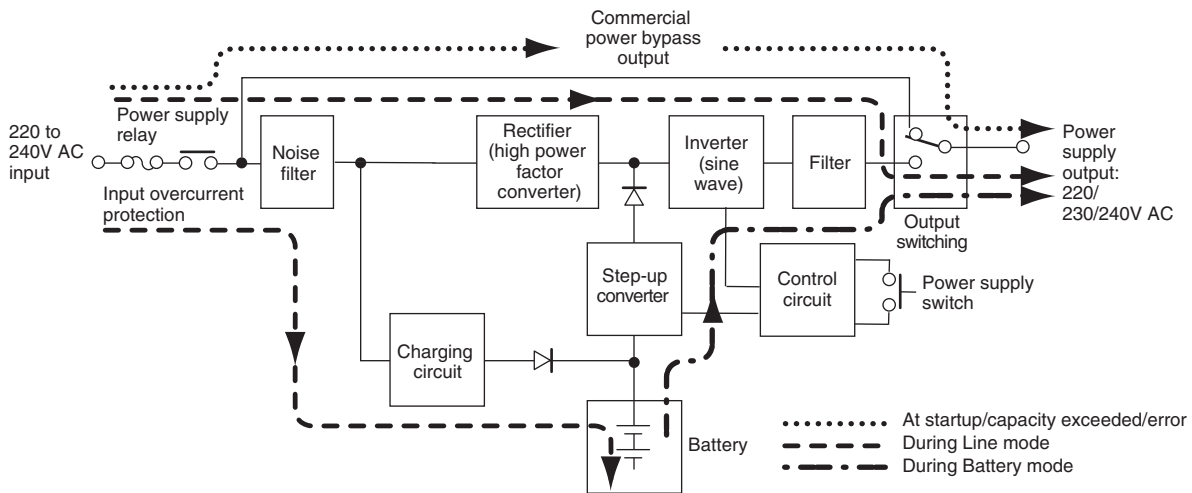 Commercial
power bypass
output
Power supply
relay
220 to
240V AC
input
Input overcurrent
protection
Noise
filter
Rectifier
(high power
factor
converter)
Inverter
(sine
wave)
Filter
Output
switching
Power
supply
output:
220/
230/240V AC
Step-up
converter
Control
circuit
Power supply
switch
Charging
circuit
Battery
At startup/capacity exceeded/error
During Line mode
During Battery mode